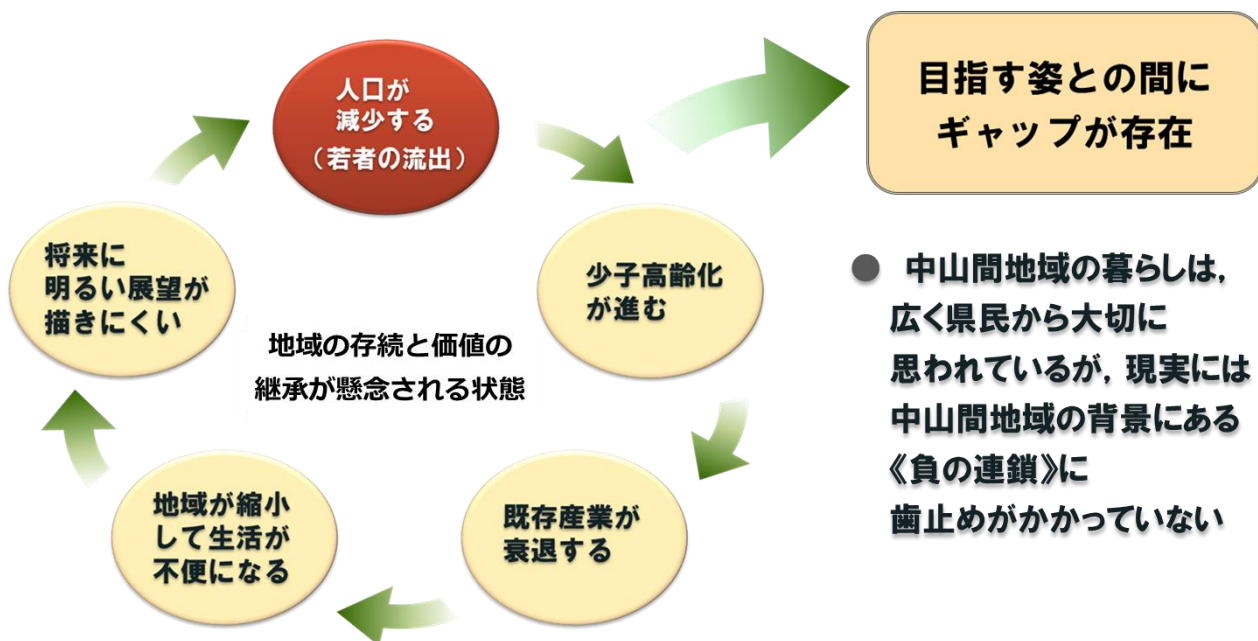 人口が
減少する
（若者の流出）
少子高齢化
が進む
既存産業が
衰退する
地域が縮小
して生活が
不便になる
将来に
明るい展望が
描きにくい
地域の存続と価値の
継承が懸念される状態
目指す姿との間に
ギャップが存在
● 中山間地域の暮らしは，
広く県民から大切に
思われているが，現実には
中山間地域の背景にある
《負の連鎖》に
歯止めがかかっていない